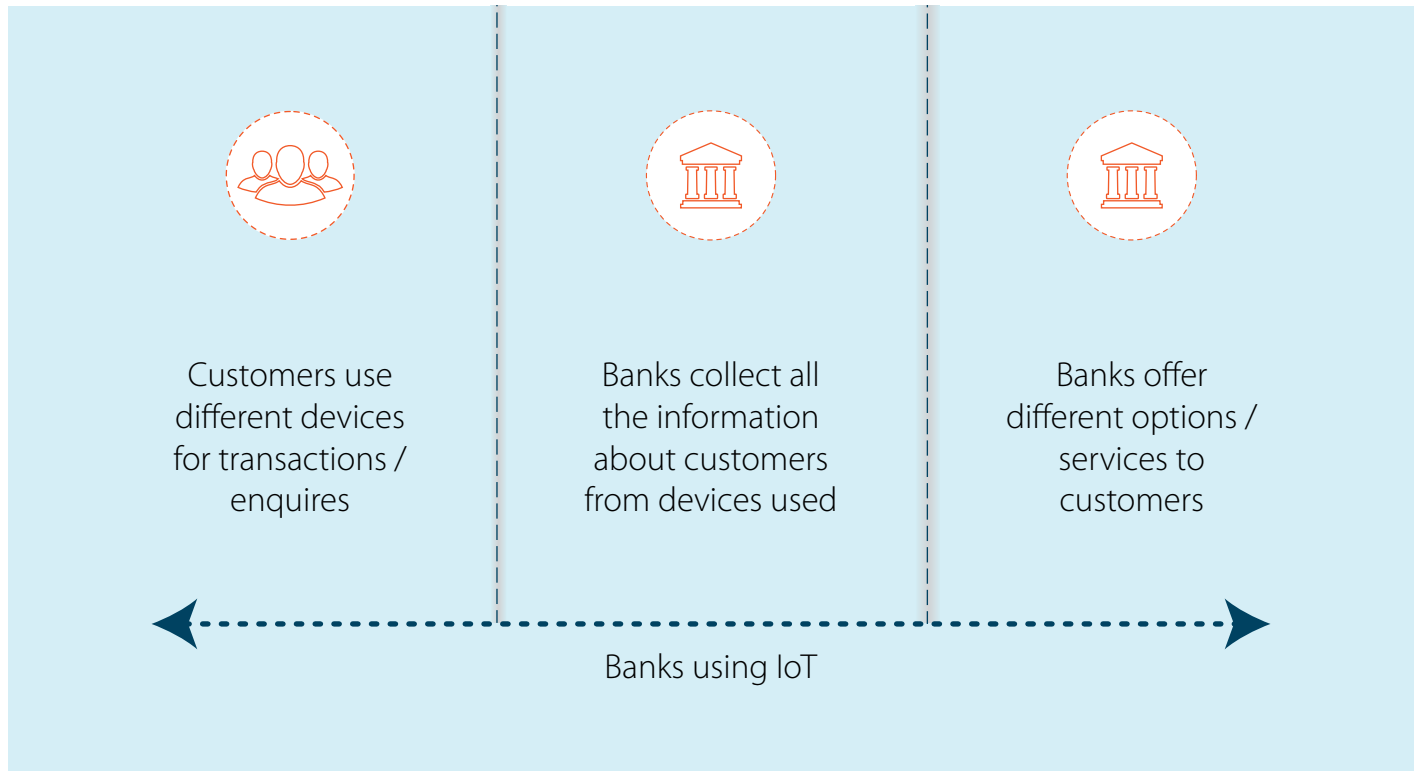 Customers use
different devices
for transactions /
enquires
Banks collect all
the information
about customers
from devices used
Banks offer
different options /
services to
customers
Banks using IoT